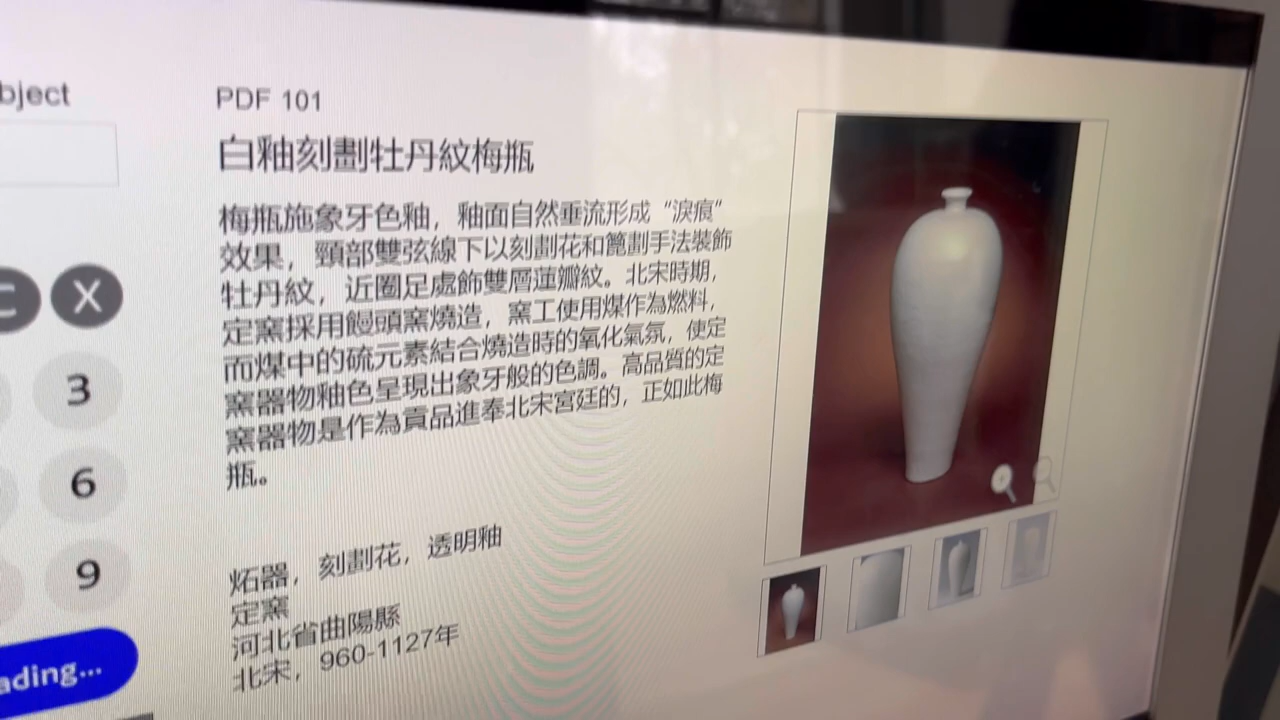 bject
PDF 101
白釉刻劃牡丹紋梅瓶
梅瓶施象牙色釉，釉面自然垂流形成“淚痕”
效果，頸部雙弦線下以刻劃花和篦劃手法裝飾
牡丹紋，近圈足處飾雙層蓮瓣紋。北宋時期，
定窯採用饅頭窯燒造，窯工使用煤作為燃料，
而煤中的硫元素結合燒造時的氧化氣氛，使定
窯器物釉色呈現出象牙般的色調。高品質的定
窯器物是作為貢品進奉北宋宮廷的，正如此梅
瓶。
炻器，刻劃花，透明釉
定窯
河北省曲陽縣
北宋，960-1127年
C X
3
6
9
ading...